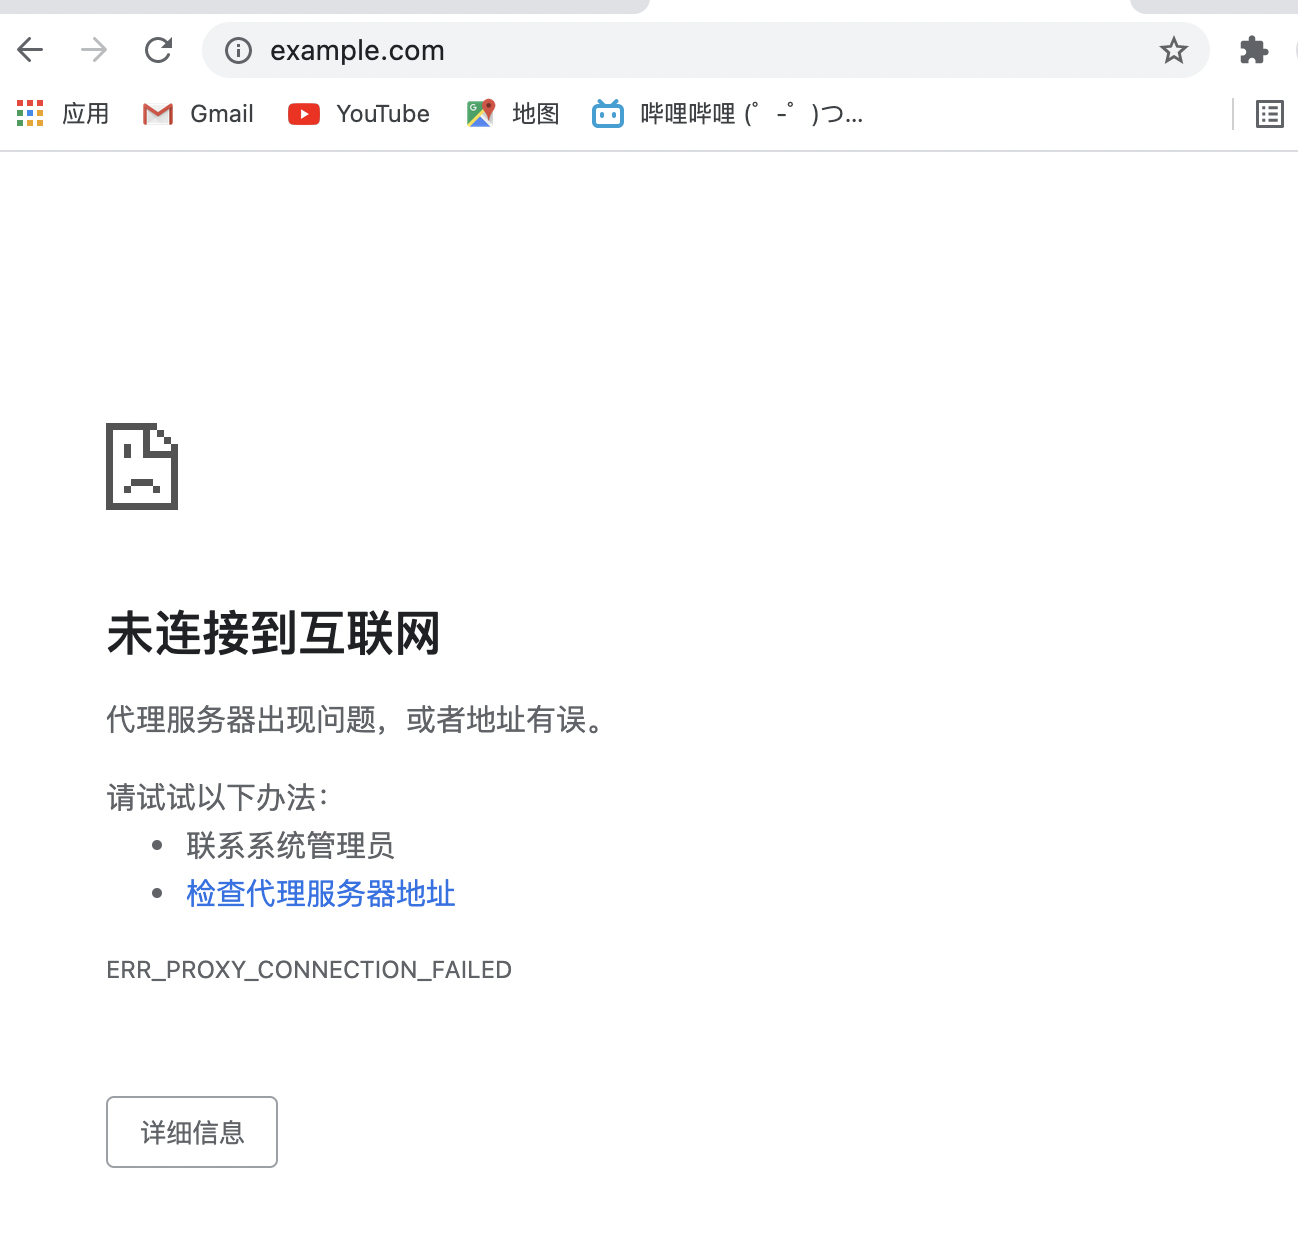 example.com
应用 Gmail YouTube 地图 哔哩哔哩 (゜-゜)つ...
未连接到互联网
代理服务器出现问题，或者地址有误。
请试试以下办法：
• 联系系统管理员
• 检查代理服务器地址
ERR_PROXY_CONNECTION_FAILED
详细信息